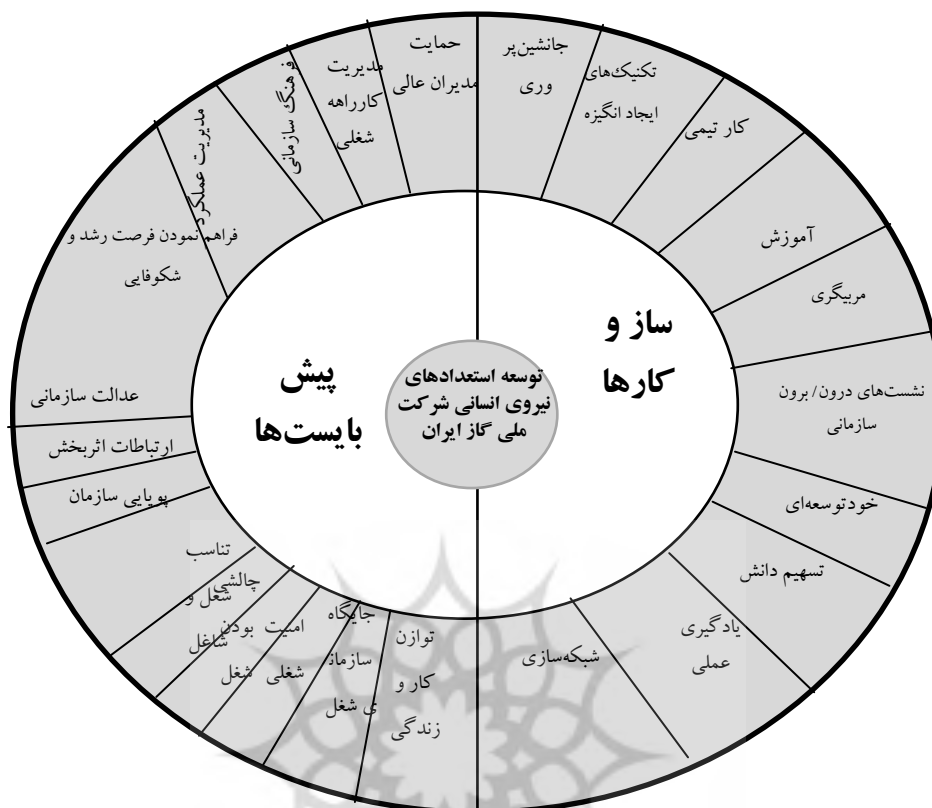 جانشین‌پر
وری
تکنیک‌های
ایجاد انگیزه
کار تیمی
آموزش
مربیگری
نشست‌های درون/ برون
سازمانی
خودتوسعه‌ای
تسهیم دانش
یادگیری
عملی
شبکه‌سازی
ساز و
کارها
توسعه استعدادهای
نیروی انسانی شرکت
ملی گاز ایران
پیش
بایست‌ها
حمایت
مدیران عالی
مدیریت
کارراهه
شغلی
فرهنگ سازمانی
مدیریت عملکرد
فراهم نمودن فرصت رشد و
شکوفایی
عدالت سازمانی
ارتباطات اثربخش
پویایی سازمان
تناسب
شغل و
شاغل
چالشی
بودن
شغل
امنیت
شغلی
جایگاه
سازمان
ی شغل
توازن
کار و
زندگی